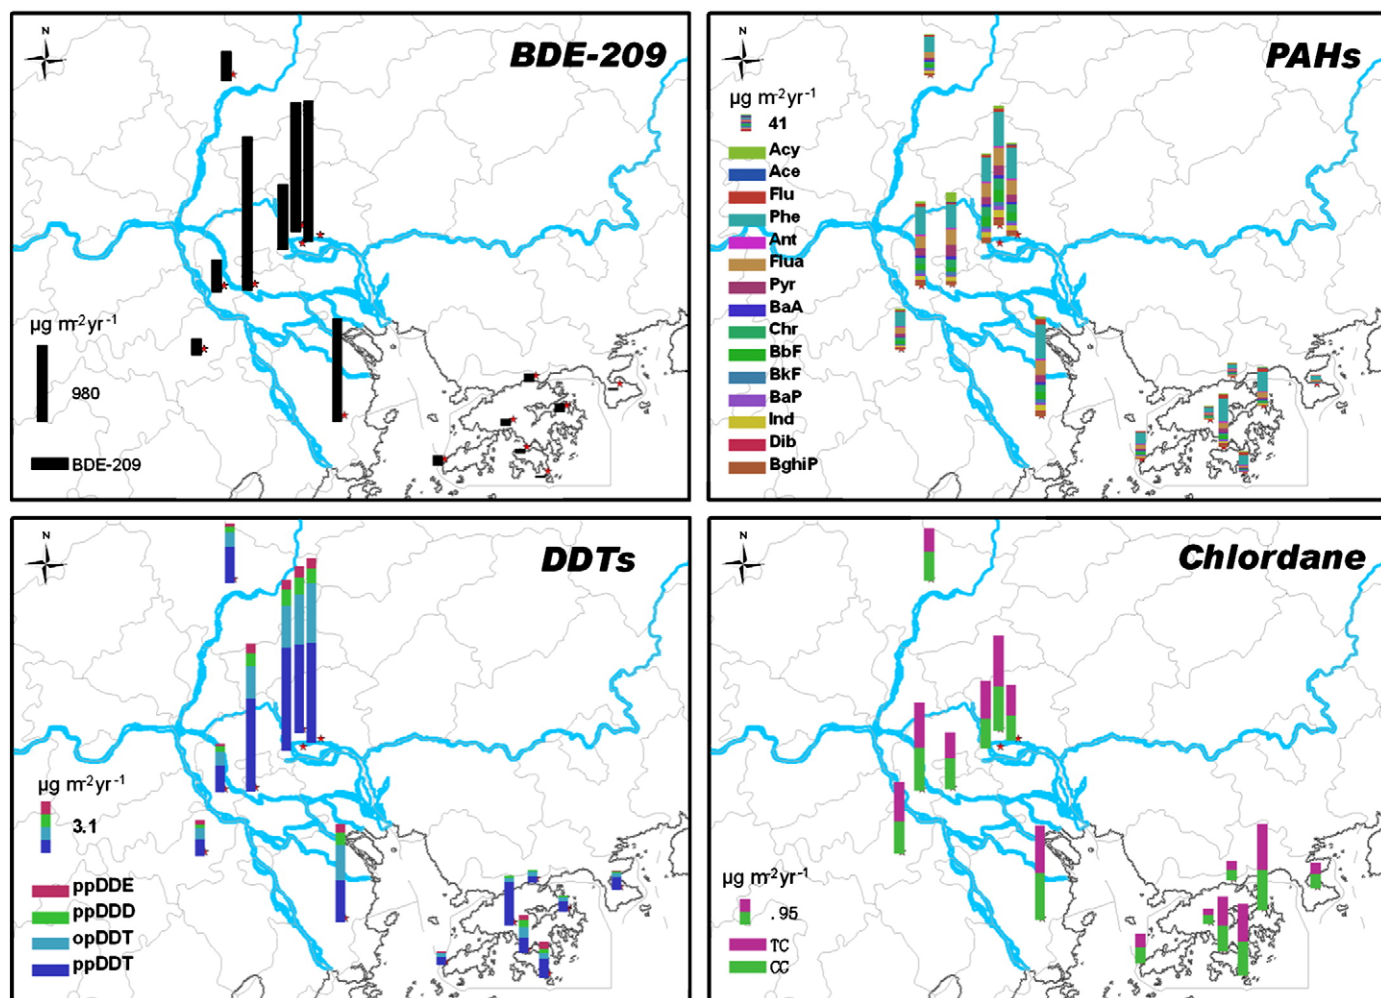 N
BDE-209
µg m-2yr-1
980
BDE-209
N
PAHs
µg m-2yr-1
41
Acy
Ace
Flu
Phe
Ant
Flua
Pyr
BaA
Chr
BbF
BkF
BaP
Ind
Dib
BghiP
N
DDTs
µg m-2yr-1
3.1
ppDDE
ppDDD
opDDT
ppDDT
N
Chlordane
µg m-2yr-1
.95
TC
CC